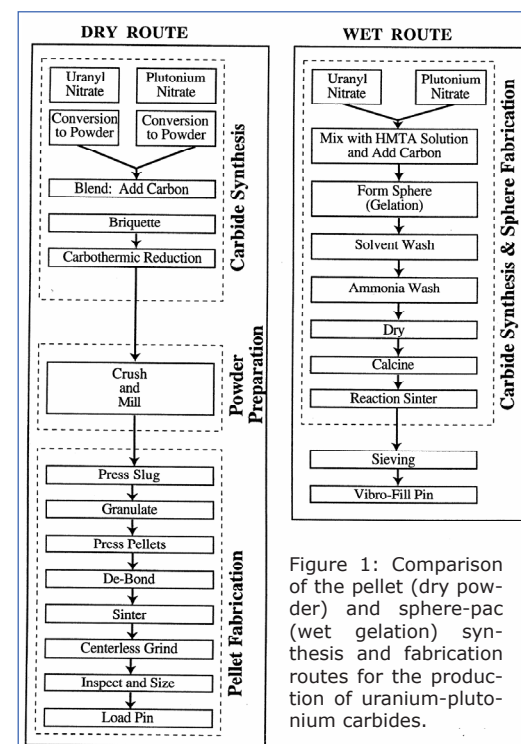 DRY ROUTE
Uranyl
Nitrate
Plutonium
Nitrate
Conversion
to Powder
Conversion
to Powder
Blend: Add Carbon
Briquette
Carbothermic Reduction
Carbide Synthesis
Crush
and
Mill
Powder
Preparation
Press Slug
Granulate
Press Pellets
De-Bond
Sinter
Centerless Grind
Inspect and Size
Load Pin
Pellet Fabrication
WET ROUTE
Uranyl
Nitrate
Plutonium
Nitrate
Mix with HMTA Solution
and Add Carbon
Form Sphere
(Gelation)
Solvent Wash
Ammonia Wash
Dry
Calcine
Reaction Sinter
Carbide Synthesis & Sphere Fabrication
Sieving
Vibro-Fill Pin
Figure 1: Comparison
of the pellet (dry pow-
der) and sphere-pac
(wet gelation) syn-
thesis and fabrication
routes for the produc-
tion of uranium-pluto-
nium carbides.